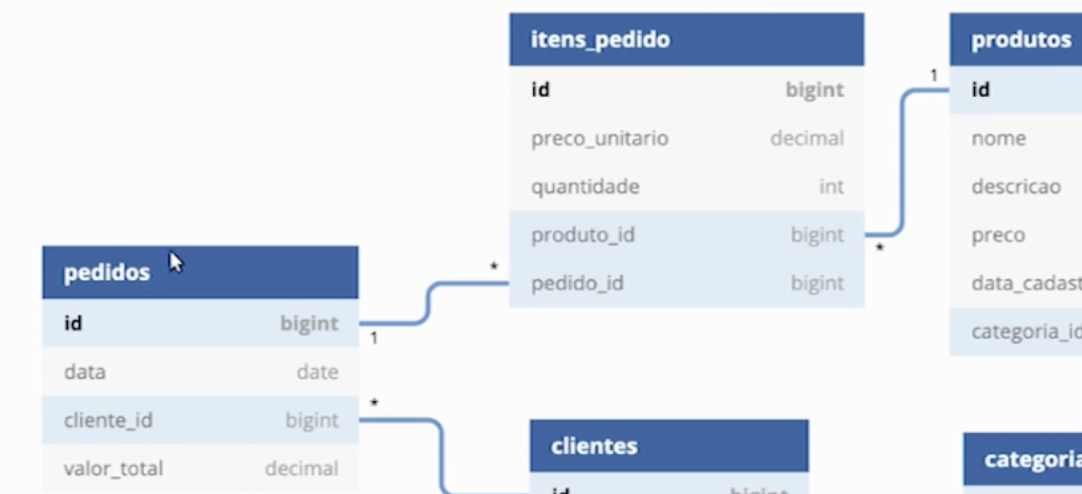 itens_pedido
id bigint
preco_unitario decimal
quantidade int
produto_id bigint
*
pedido_id bigint
*
produtos
1
id
nome
descricao
preco
data_cadast
categoria_id
pedidos
id bigint
1
data date
cliente_id bigint
*
valor_total decimal
clientes
id bigint
categoria